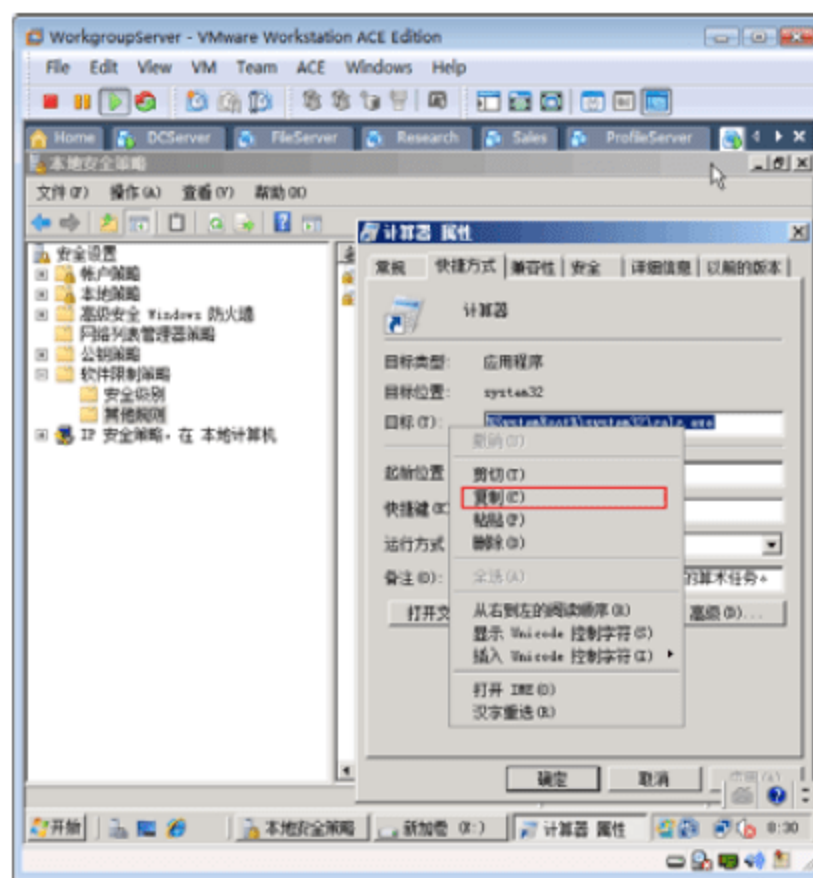 WorkgroupServer - VMware Workstation ACE Edition
File Edit View VM Team ACE Windows Help
Home DCServer FileServer Research Sales ProfileServer
本地安全策略
文件(F) 操作(A) 查看(V) 帮助(H)
计算器 属性
安全设置
帐户策略
本地策略
高级安全 Windows 防火墙
网络列表管理器策略
公钥策略
软件限制策略
安全级别
其他规则
IP 安全策略，在 本地计算机
常规 快捷方式 兼容性 安全 详细信息 以前的版本
计算器
目标类型: 应用程序
目标位置: system32
目标(T): %SystemRoot%\system32\calc.exe
起始位置
快捷键(K)
运行方式
备注(O): 的算术任务。
打开文 高级(D)...
撤消(U)
剪切(T)
复制(C)
粘贴(P)
删除(D)
全选(A)
从右到左的阅读顺序(R)
显示 Unicode 控制字符(S)
插入 Unicode 控制字符(I)
打开 IME(O)
汉字重选(R)
确定 取消 应用(A)
开始 本地安全策略 新加卷 (E:) 计算器 属性 8:30